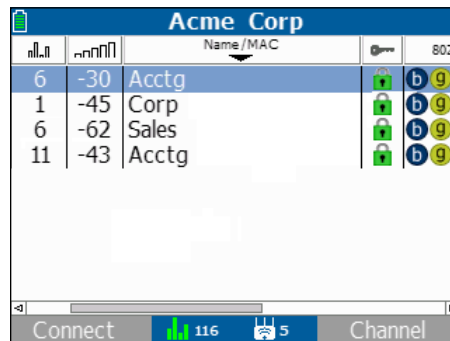 Acme Corp
Name/MAC 802
6 -30 Acctg b g
1 -45 Corp b g
6 -62 Sales b g
11 -43 Acctg b g
Connect 116 5 Channel